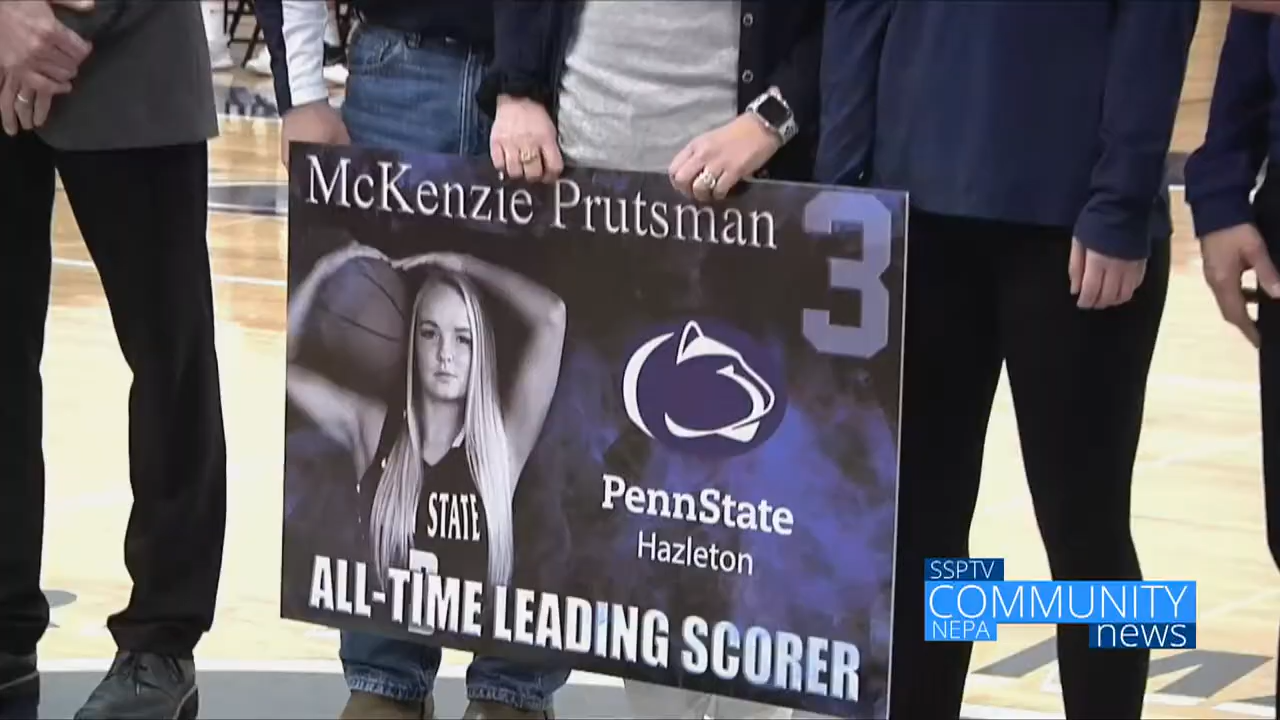 McKenzie Prutsman
3
STATE
PennState
Hazleton
ALL-TIME LEADING SCORER
SSPTV
COMMUNITY
NEPA
news